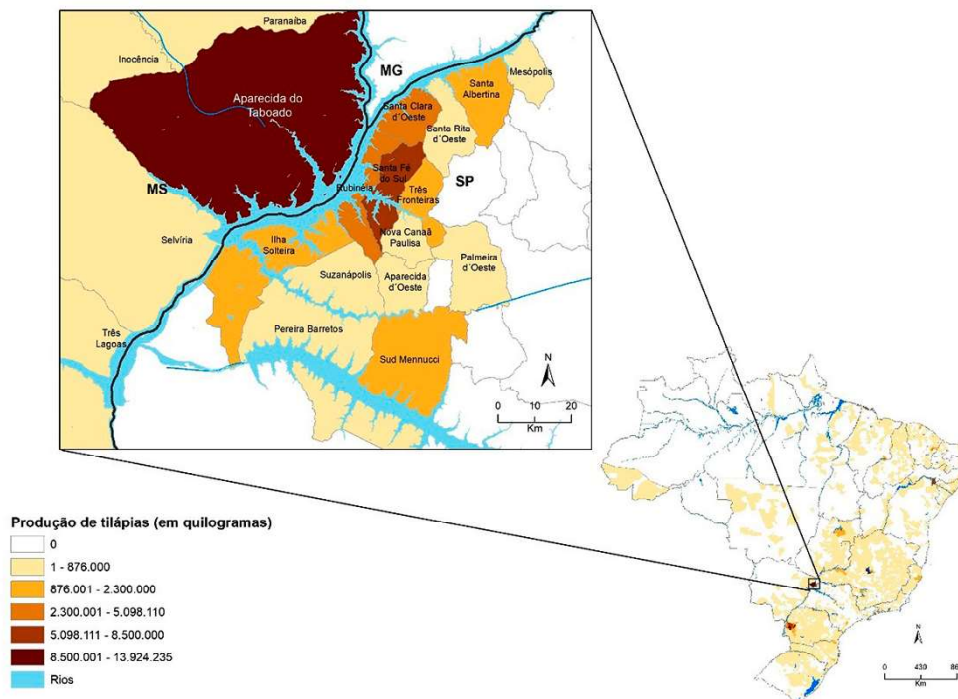 Paranaíba
Inocência
MG
Mesópolis
Santa
Albertina
Aparecida do
Taboado
Santa Clara
d´Oeste
Santa Rita
d´Oeste
Santa Fé
do Sul
SP
MS
Rubinéia
Três
Fronteiras
Selvíria
Ilha
Solteira
Nova Canaã
Paulisa
Palmeira
d´Oeste
Suzanápolis
Aparecida
d´Oeste
Três
Lagoas
Pereira Barretos
Sud Mennucci
N
0 10 20
Km
Produção de tilápias (em quilogramas)
0
1 - 876.000
876.001 - 2.300.000
2.300.001 - 5.098.110
5.098.111 - 8.500.000
8.500.001 - 13.924.235
Rios
N
0 430
Km